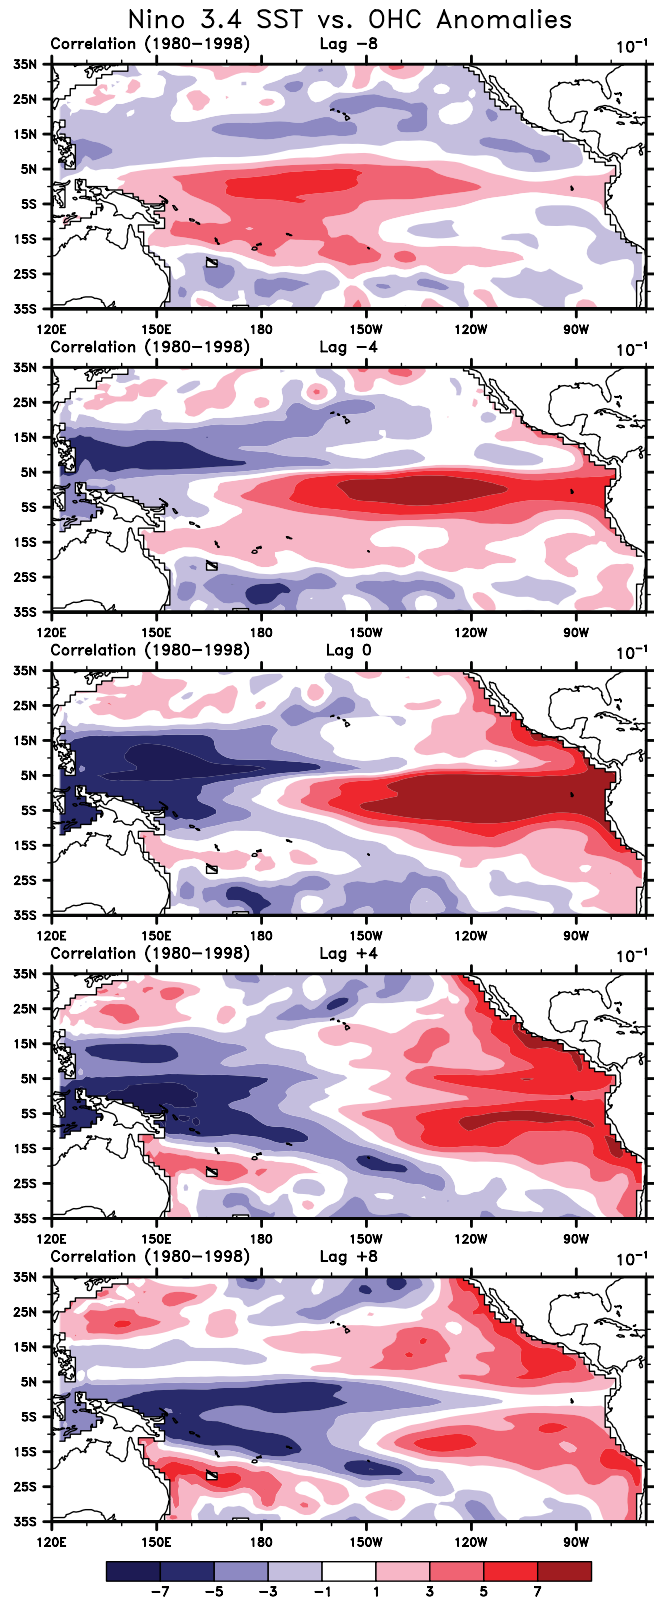 Nino 3.4 SST vs. OHC Anomalies
Correlation (1980−1998) Lag −8 10⁻¹
35N
25N
15N
5N
5S
15S
25S
35S
120E 150E 180 150W 120W 90W
Correlation (1980−1998) Lag −4 10⁻¹
35N
25N
15N
5N
5S
15S
25S
35S
120E 150E 180 150W 120W 90W
Correlation (1980−1998) Lag 0 10⁻¹
35N
25N
15N
5N
5S
15S
25S
35S
120E 150E 180 150W 120W 90W
Correlation (1980−1998) Lag +4 10⁻¹
35N
25N
15N
5N
5S
15S
25S
35S
120E 150E 180 150W 120W 90W
Correlation (1980−1998) Lag +8 10⁻¹
35N
25N
15N
5N
5S
15S
25S
35S
120E 150E 180 150W 120W 90W
−7 −5 −3 −1 1 3 5 7